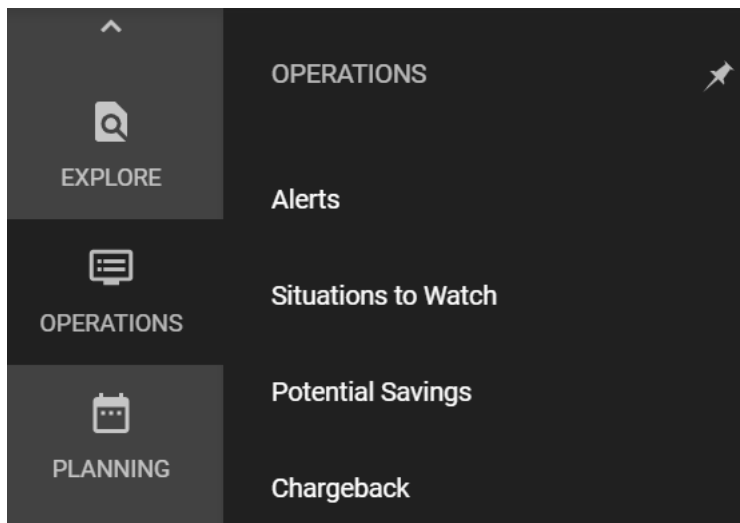 EXPLORE
OPERATIONS
PLANNING
OPERATIONS
Alerts
Situations to Watch
Potential Savings
Chargeback